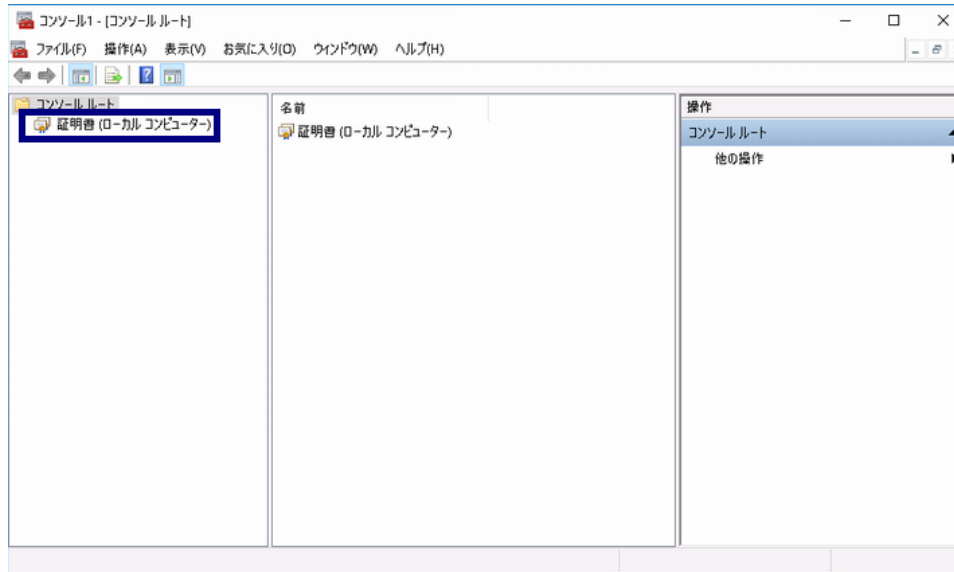 コンソール1 - [コンソール ルート]
ファイル(F) 操作(A) 表示(V) お気に入り(O) ウィンドウ(W) ヘルプ(H)
コンソール ルート
証明書 (ローカル コンピューター)
名前
証明書 (ローカル コンピューター)
操作
コンソール ルート
他の操作